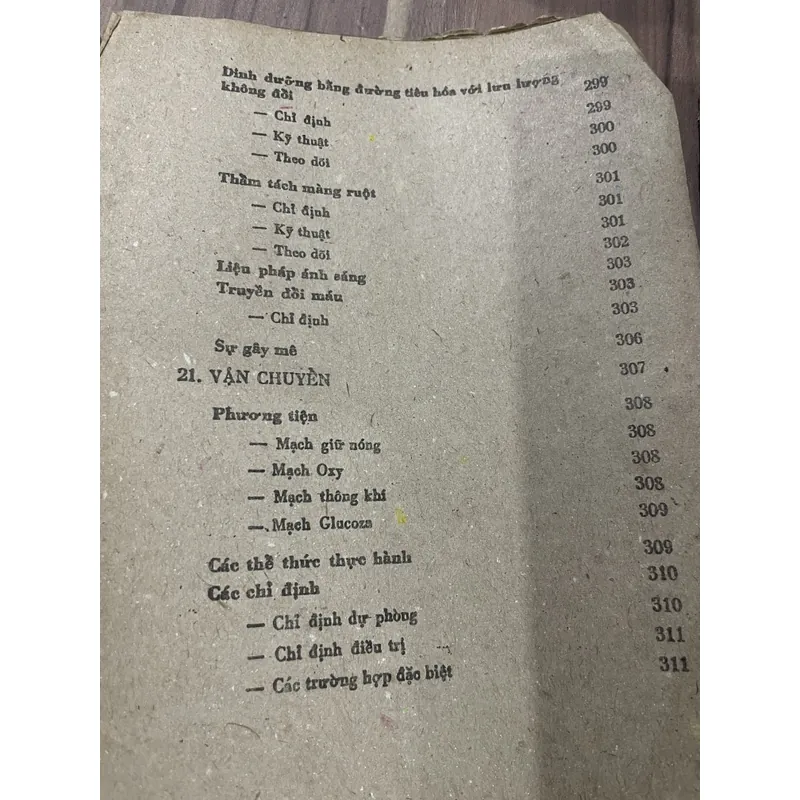 Dinh dưỡng bằng đường tiêu hóa với lưu lượng
không đổi 299
— Chỉ định 299
— Kỹ thuật 300
— Theo dõi 300
Thẩm tách màng ruột 301
— Chỉ định 301
— Kỹ thuật 301
— Theo dõi 302
Liệu pháp ánh sáng 303
Truyền đổi máu 303
— Chỉ định 303
Sự gây mê 306
21. VẬN CHUYỂN 307
Phương tiện 308
— Mạch giữ nóng 308
— Mạch Oxy 308
— Mạch thông khí 308
— Mạch Glucoza 309
Các thể thức thực hành 309
Các chỉ định 310
— Chỉ định dự phòng 310
— Chỉ định điều trị 311
— Các trường hợp đặc biệt 311